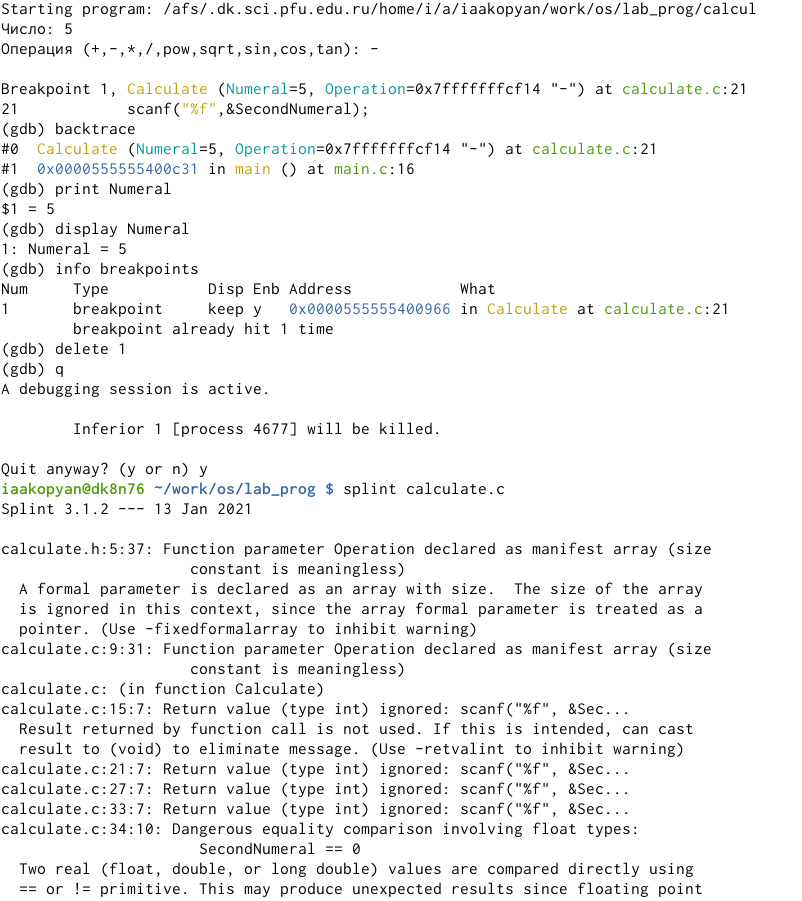 Starting program: /afs/.dk.sci.pfu.edu.ru/home/i/a/iaakopyan/work/os/lab_prog/calcul
Число: 5
Операция (+,-,*,/,pow,sqrt,sin,cos,tan): -
Breakpoint 1, Calculate (Numeral=5, Operation=0x7fffffffcf14 "-") at calculate.c:21
21            scanf("%f",&SecondNumeral);
(gdb) backtrace
#0  Calculate (Numeral=5, Operation=0x7fffffffcf14 "-") at calculate.c:21
#1  0x0000555555400c31 in main () at main.c:16
(gdb) print Numeral
$1 = 5
(gdb) display Numeral
1: Numeral = 5
(gdb) info breakpoints
Num     Type           Disp Enb Address            What
1       breakpoint     keep y   0x0000555555400966 in Calculate at calculate.c:21
        breakpoint already hit 1 time
(gdb) delete 1
(gdb) q
A debugging session is active.
        Inferior 1 [process 4677] will be killed.
Quit anyway? (y or n) y
iaakopyan@dk8n76 ~/work/os/lab_prog $ splint calculate.c
Splint 3.1.2 --- 13 Jan 2021
calculate.h:5:37: Function parameter Operation declared as manifest array (size
                     constant is meaningless)
  A formal parameter is declared as an array with size.  The size of the array
  is ignored in this context, since the array formal parameter is treated as a
  pointer. (Use -fixedformalarray to inhibit warning)
calculate.c:9:31: Function parameter Operation declared as manifest array (size
                     constant is meaningless)
calculate.c: (in function Calculate)
calculate.c:15:7: Return value (type int) ignored: scanf("%f", &Sec...
  Result returned by function call is not used. If this is intended, can cast
  result to (void) to eliminate message. (Use -retvalint to inhibit warning)
calculate.c:21:7: Return value (type int) ignored: scanf("%f", &Sec...
calculate.c:27:7: Return value (type int) ignored: scanf("%f", &Sec...
calculate.c:33:7: Return value (type int) ignored: scanf("%f", &Sec...
calculate.c:34:10: Dangerous equality comparison involving float types:
                      SecondNumeral == 0
  Two real (float, double, or long double) values are compared directly using
  == or != primitive. This may produce unexpected results since floating point